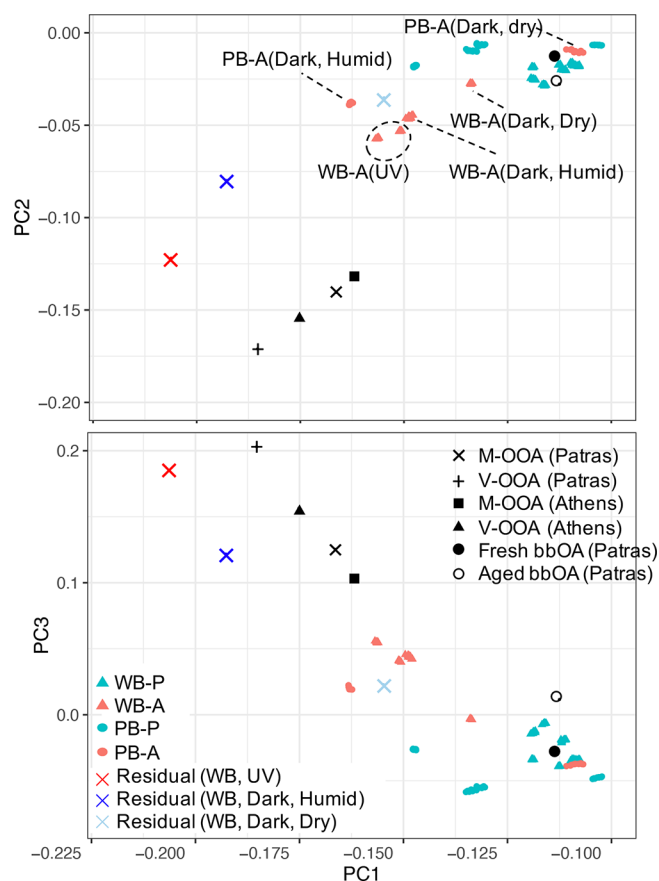 0.00
PB-A(Dark, dry)
PB-A(Dark, Humid)
WB-A(Dark, Dry)
−0.05
WB-A(UV)
WB-A(Dark, Humid)
PC2
−0.10
−0.15
−0.20
0.2
M-OOA (Patras)
V-OOA (Patras)
M-OOA (Athens)
V-OOA (Athens)
Fresh bbOA (Patras)
Aged bbOA (Patras)
0.1
PC3
WB-P
WB-A
0.0
PB-P
PB-A
Residual (WB, UV)
Residual (WB, Dark, Humid)
Residual (WB, Dark, Dry)
−0.225 −0.200 −0.175 −0.150 −0.125 −0.100
PC1